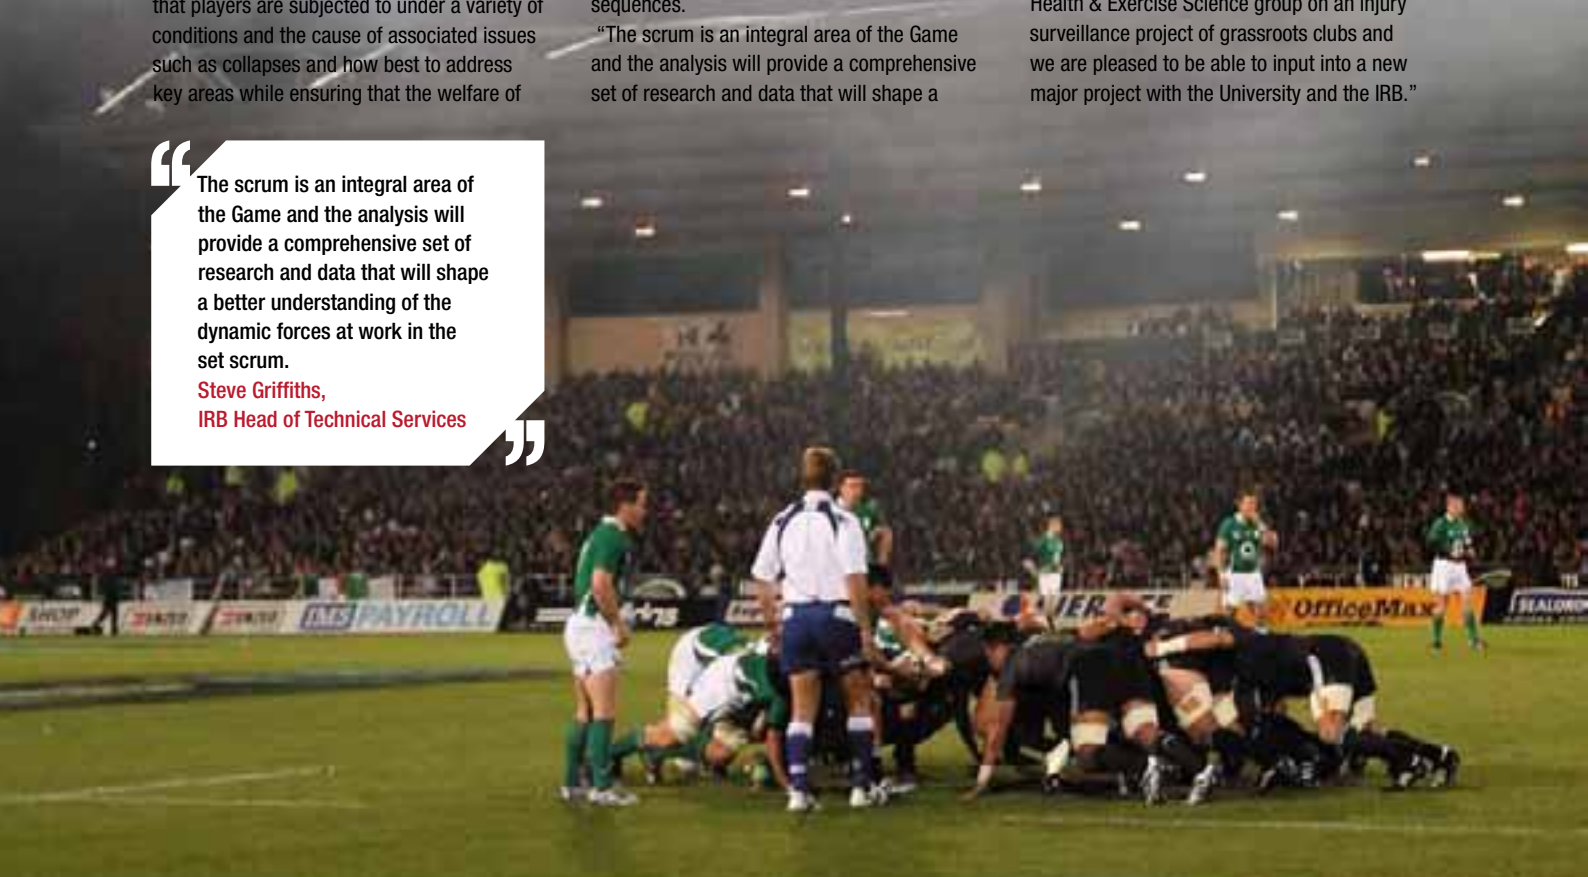 that players are subjected to under a variety of
conditions and the cause of associated issues
such as collapses and how best to address
key areas while ensuring that the welfare of
sequences.
“The scrum is an integral area of the Game
and the analysis will provide a comprehensive
set of research and data that will shape a
Health & Exercise Science group on an injury
surveillance project of grassroots clubs and
we are pleased to be able to input into a new
major project with the University and the IRB.”
“
The scrum is an integral area of
the Game and the analysis will
provide a comprehensive set of
research and data that will shape
a better understanding of the
dynamic forces at work in the
set scrum.
Steve Griffiths,
IRB Head of Technical Services
”
SHOP
IMS PAYROLL
OfficeMax